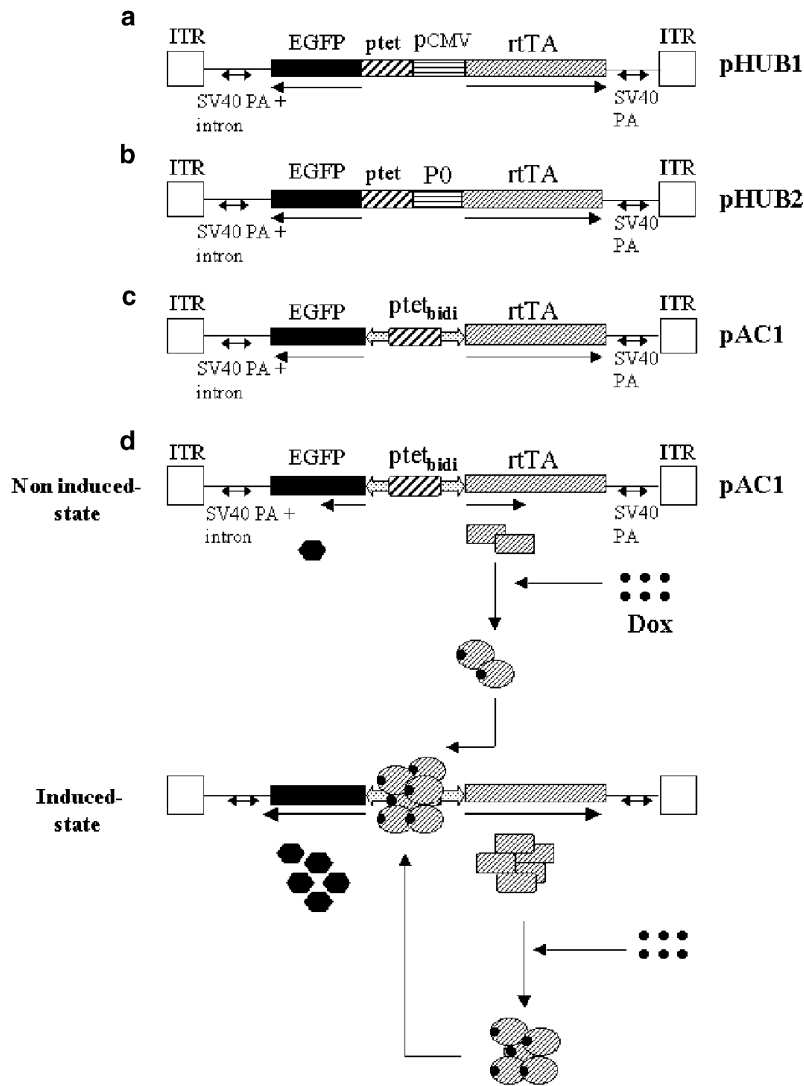 a
ITR EGFP ptet pCMV rtTA ITR
pHUB1
SV40 PA +
intron
SV40
PA
b
ITR EGFP ptet P0 rtTA ITR
pHUB2
SV40 PA +
intron
SV40
PA
c
ITR EGFP ptetbidi rtTA ITR
pAC1
SV40 PA +
intron
SV40
PA
d
ITR EGFP ptetbidi rtTA ITR
Non induced-
state
pAC1
SV40 PA +
intron
SV40
PA
Dox
Induced-
state